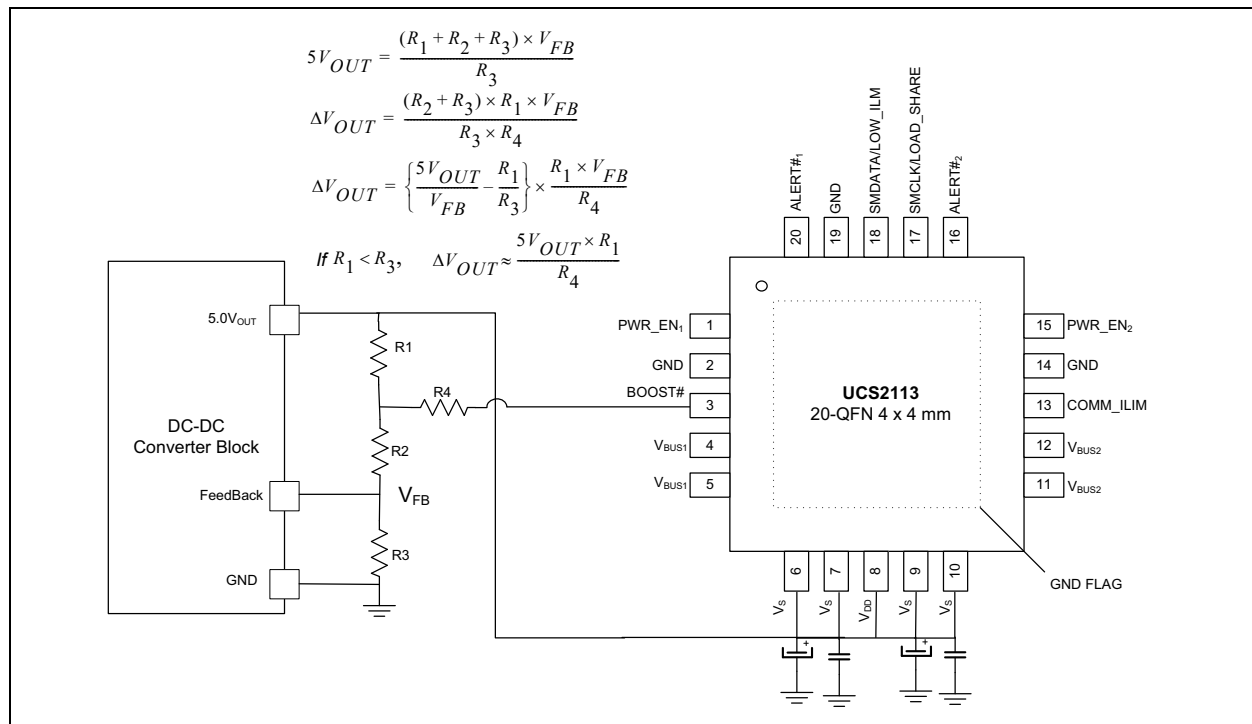 5V_OUT = (R_1 + R_2 + R_3) × V_FB / R_3
ΔV_OUT = (R_2 + R_3) × R_1 × V_FB / R_3 × R_4
ΔV_OUT = {5V_OUT / V_FB − R_1 / R_3} × R_1 × V_FB / R_4
If R_1 < R_3, ΔV_OUT ≈ 5V_OUT × R_1 / R_4
DC-DC
Converter Block
5.0V_OUT
FeedBack
GND
R1
R4
R2
V_FB
R3
ALERT#_1
GND
SMDATA/LOW_ILM
SMCLK/LOAD_SHARE
ALERT#_2
20
19
18
17
16
PWR_EN_1
1
GND
2
BOOST#
3
V_BUS1
4
V_BUS1
5
UCS2113
20-QFN 4 x 4 mm
15
PWR_EN_2
14
GND
13
COMM_ILIM
12
V_BUS2
11
V_BUS2
6
7
8
9
10
V_S
V_S
V_DD
V_S
V_S
GND FLAG
+
+